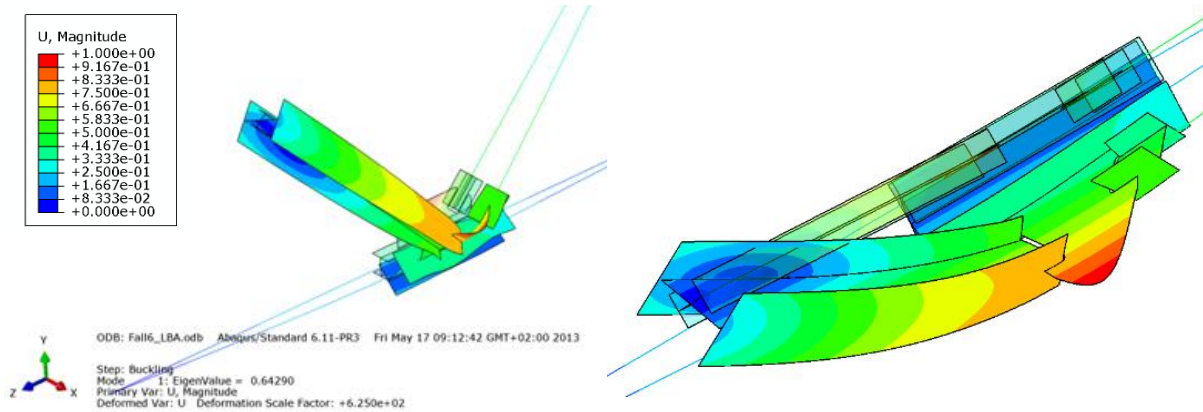 U, Magnitude
+1.000e+00
+9.167e-01
+8.333e-01
+7.500e-01
+6.667e-01
+5.833e-01
+5.000e-01
+4.167e-01
+3.333e-01
+2.500e-01
+1.667e-01
+8.333e-02
+0.000e+00
ODB: Fall6_LBA.odb Abaqus/Standard 6.11-PR3 Fri May 17 09:12:42 GMT+02:00 2013
Step: Buckling
Mode 1: EigenValue = 0.64290
Primary Var: U, Magnitude
Deformed Var: U Deformation Scale Factor: +6.250e+02
Y
Z
X